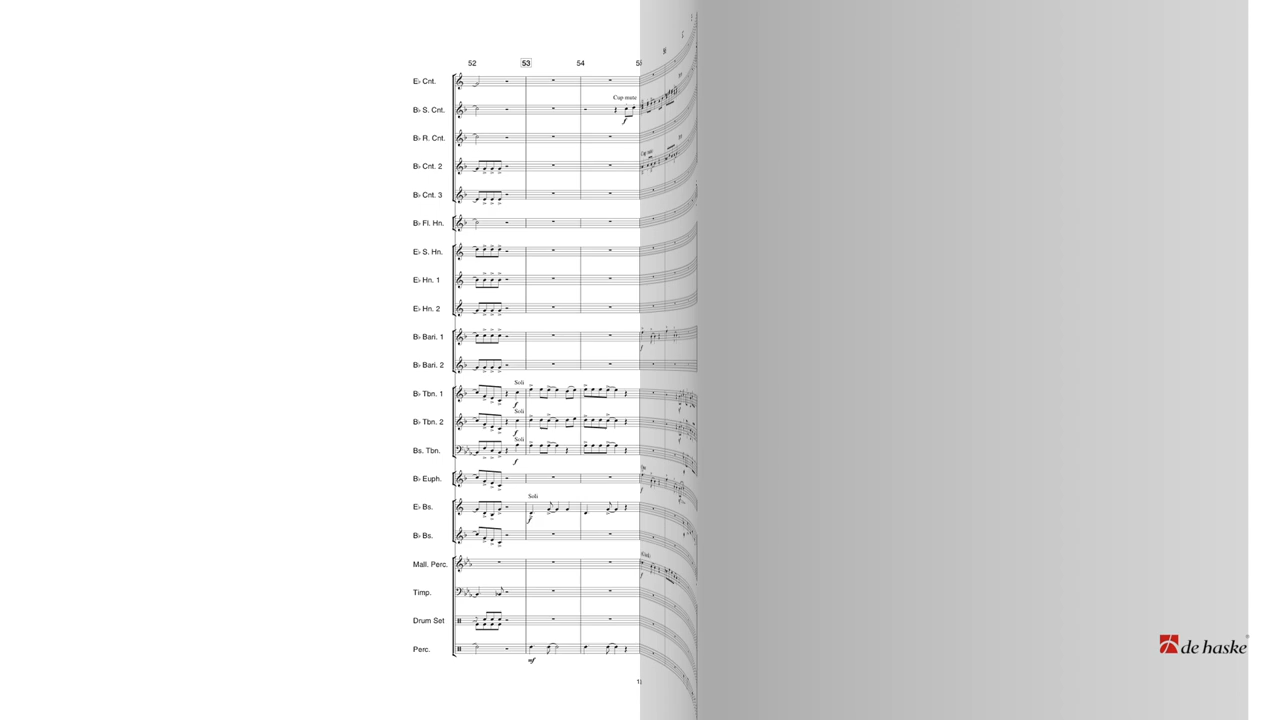 52 53 54
E♭ Cnt.
Cup mute
B♭ S. Cnt.
f
B♭ R. Cnt.
B♭ Cnt. 2
B♭ Cnt. 3
B♭ Fl. Hn.
E♭ S. Hn.
E♭ Hn. 1
E♭ Hn. 2
B♭ Bari. 1
f
B♭ Bari. 2
Soli
B♭ Tbn. 1
f
Soli
B♭ Tbn. 2
f
Soli
Bs. Tbn.
f
B♭ Euph.
f
Soli
E♭ Bs.
f
B♭ Bs.
Mall. Perc.
f
Timp.
Drum Set
Perc.
mf
de haske®